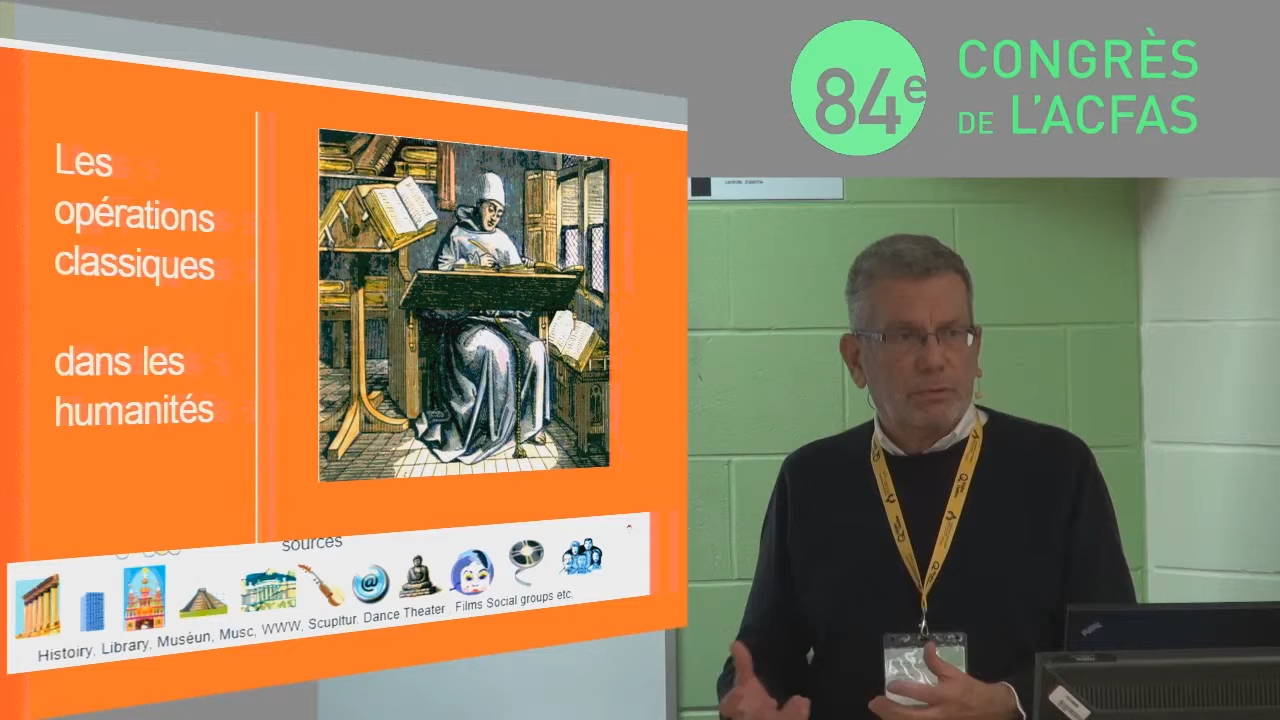 84e
CONGRÈS
DE L'ACFAS
Les
opérations
classiques
dans les
humanités
sources
@
Histoiry, Library, Muséun, Musc, WWW, Scuplltur, Dance Theater , Films Social groups etc.